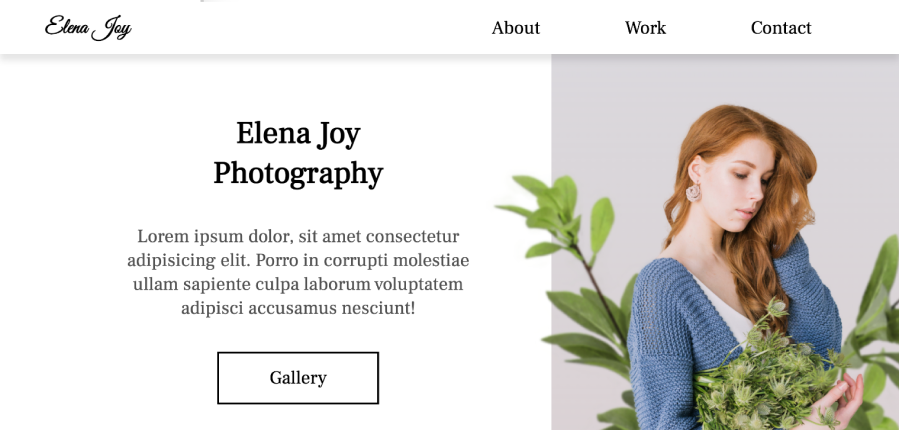 Elena Joy
About Work Contact
Elena Joy
Photography
Lorem ipsum dolor, sit amet consectetur
adipisicing elit. Porro in corrupti molestiae
ullam sapiente culpa laborum voluptatem
adipisci accusamus nesciunt!
Gallery